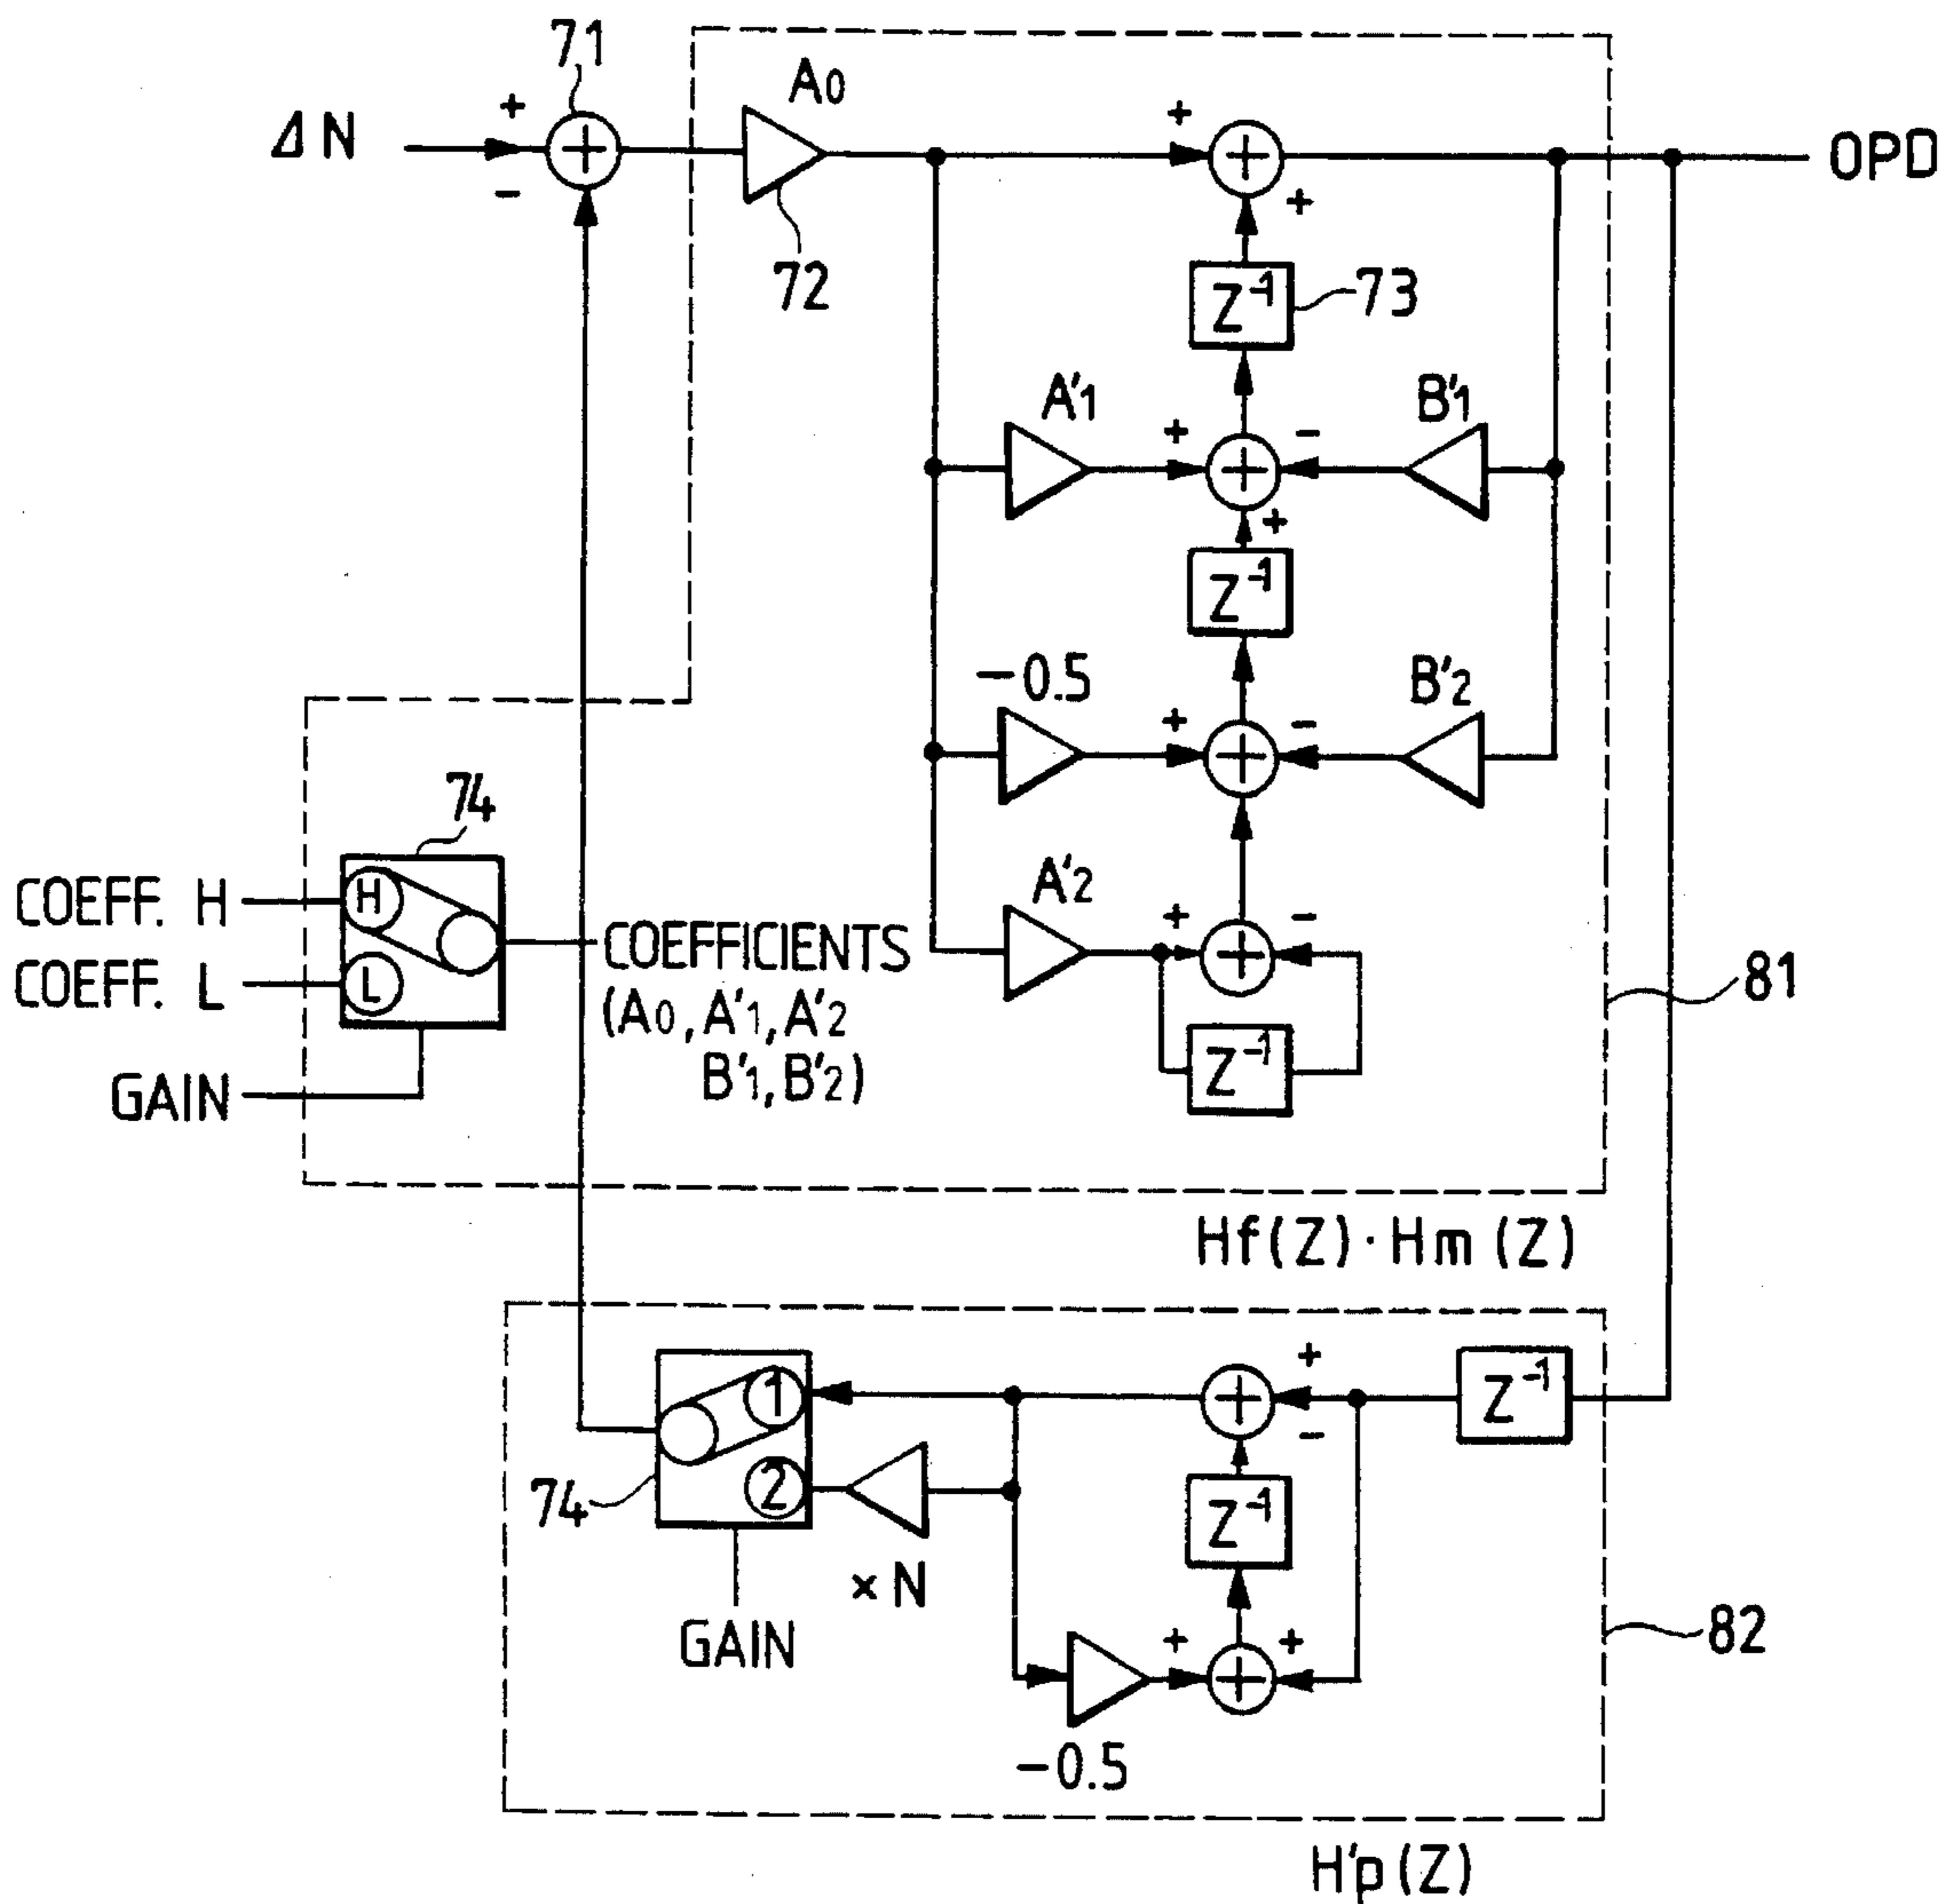 71
ΔN
+
−
+
A0
72
+
+
+
OPD
Z-1
73
A'1
+
+
−
B'1
+
Z-1
−0.5
+
+
−
B'2
74
COEFF. H
H
COEFF. L
L
GAIN
COEFFICIENTS
(A0, A'1, A'2
B'1, B'2)
A'2
+
+
−
Z-1
81
Hf(Z)·Hm(Z)
74
1
2
GAIN
×N
+
+
−
Z-1
Z-1
+
+
+
−0.5
82
H'p(Z)